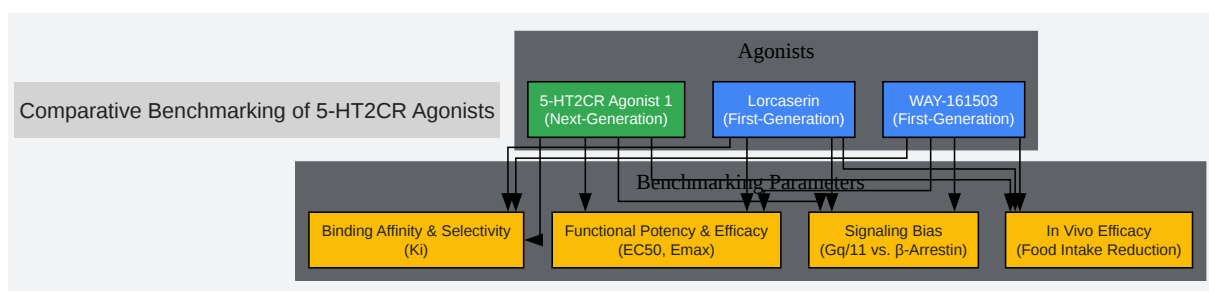 Agonists
Comparative Benchmarking of 5-HT2CR Agonists
5-HT2CR Agonist 1
(Next-Generation)
Lorcaserin
(First-Generation)
WAY-161503
(First-Generation)
Benchmarking Parameters
Binding Affinity & Selectivity
(Ki)
Functional Potency & Efficacy
(EC50, Emax)
Signaling Bias
(Gq/11 vs. β-Arrestin)
In Vivo Efficacy
(Food Intake Reduction)